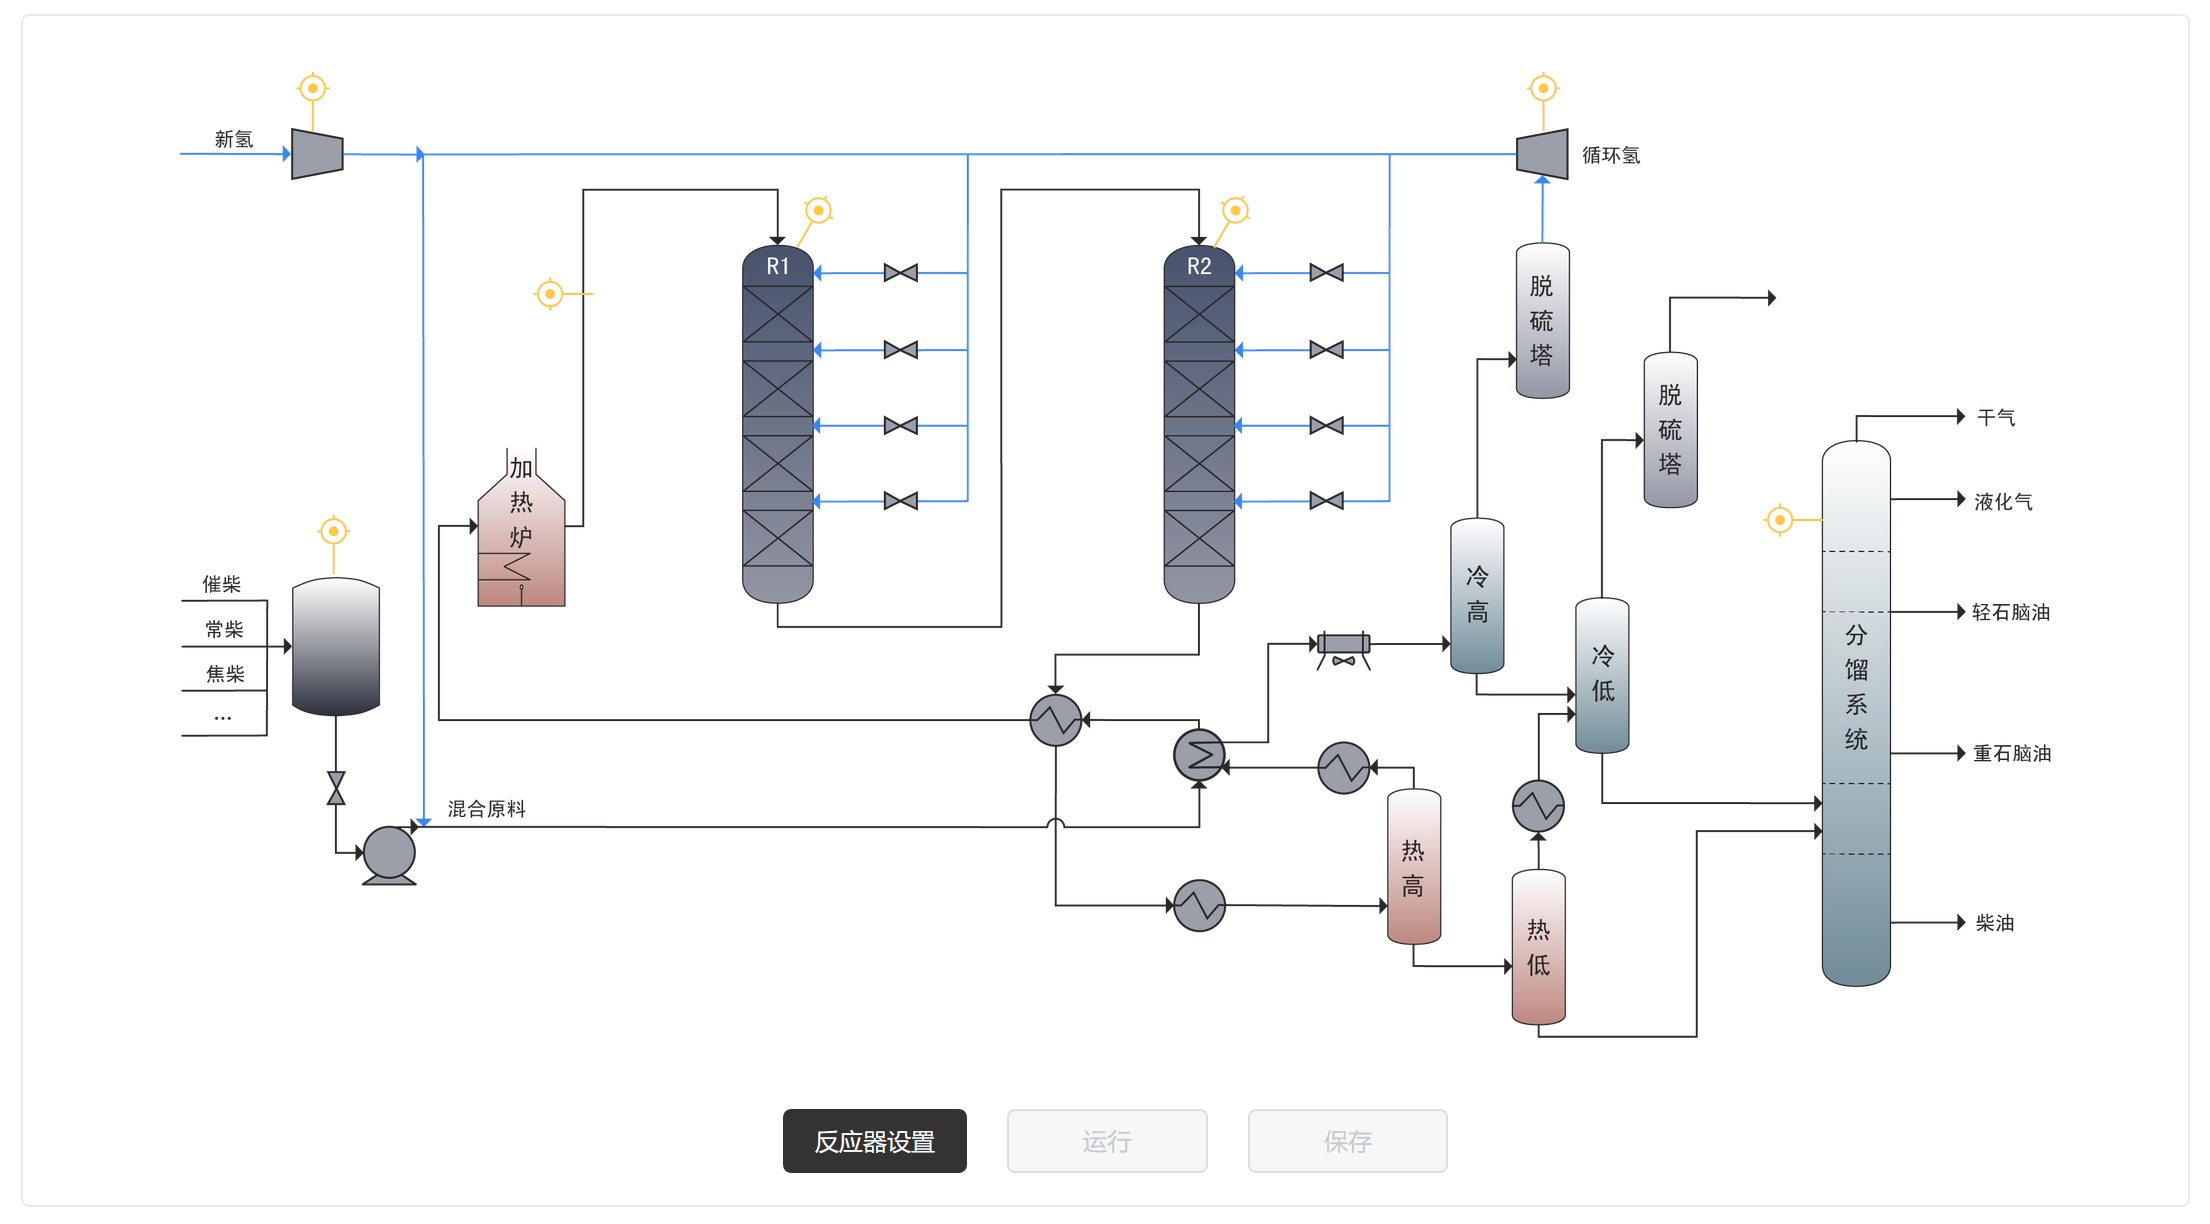 新氢
循环氢
R1
R2
脱硫塔
脱硫塔
干气
加热炉
液化气
催柴
常柴
焦柴
...
冷高
冷低
轻石脑油
分馏系统
重石脑油
混合原料
热高
热低
柴油
反应器设置
运行
保存